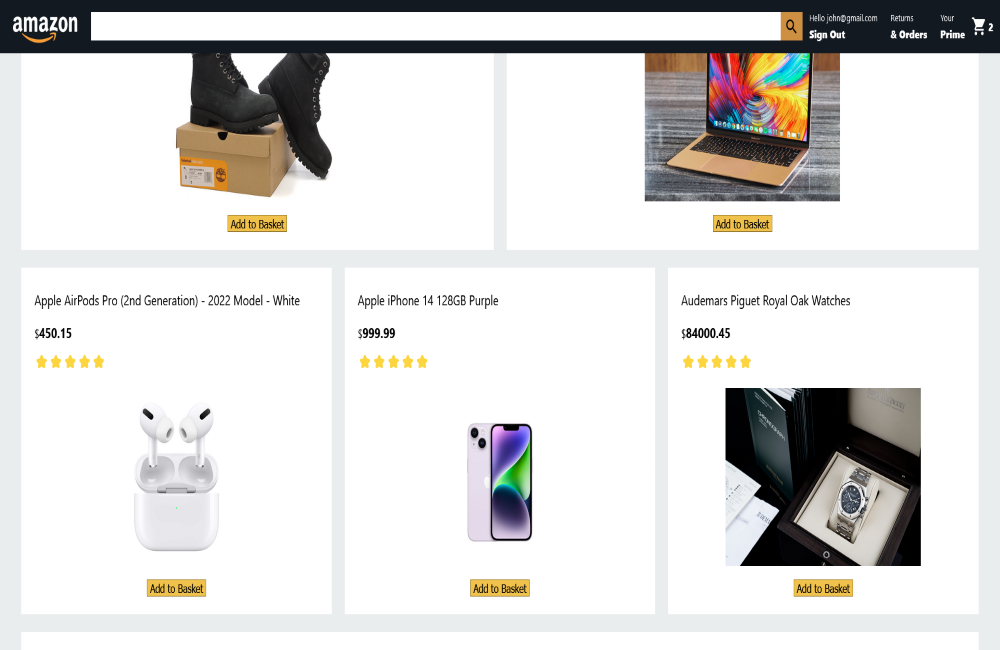 amazon
Hello john@gmail.com
Sign Out
Returns
& Orders
Your
Prime
2
Add to Basket
Add to Basket
Apple AirPods Pro (2nd Generation) - 2022 Model - White
$450.15
Apple iPhone 14 128GB Purple
$999.99
Audemars Piguet Royal Oak Watches
$84000.45
Add to Basket
Add to Basket
Add to Basket